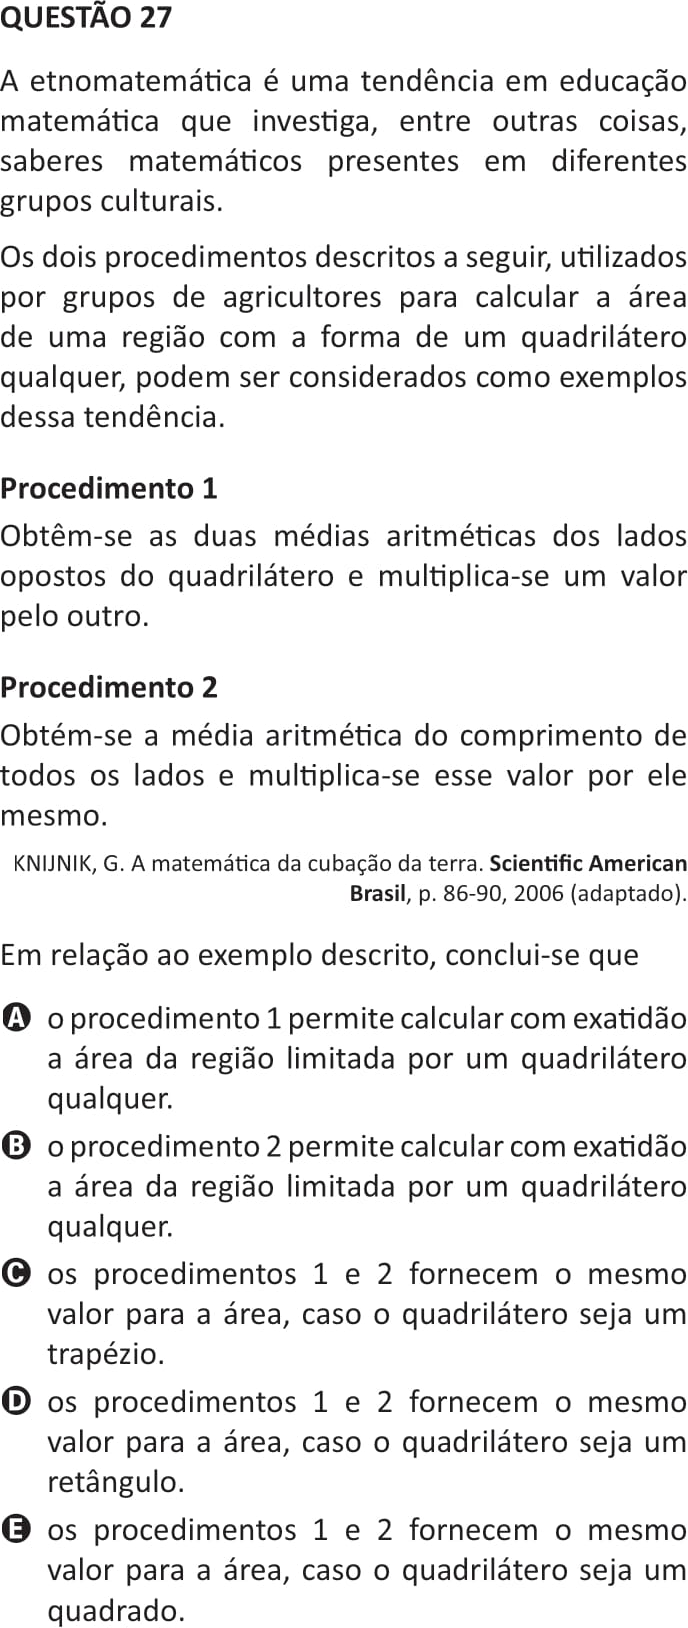 QUESTÃO 27
A etnomatemática é uma tendência em educação
matemática que investiga, entre outras coisas,
saberes matemáticos presentes em diferentes
grupos culturais.
Os dois procedimentos descritos a seguir, utilizados
por grupos de agricultores para calcular a área
de uma região com a forma de um quadrilátero
qualquer, podem ser considerados como exemplos
dessa tendência.
Procedimento 1
Obtêm-se as duas médias aritméticas dos lados
opostos do quadrilátero e multiplica-se um valor
pelo outro.
Procedimento 2
Obtém-se a média aritmética do comprimento de
todos os lados e multiplica-se esse valor por ele
mesmo.
KNIJNIK, G. A matemática da cubação da terra. Scientific American
Brasil, p. 86-90, 2006 (adaptado).
Em relação ao exemplo descrito, conclui-se que
A o procedimento 1 permite calcular com exatidão
a área da região limitada por um quadrilátero
qualquer.
B o procedimento 2 permite calcular com exatidão
a área da região limitada por um quadrilátero
qualquer.
C os procedimentos 1 e 2 fornecem o mesmo
valor para a área, caso o quadrilátero seja um
trapézio.
D os procedimentos 1 e 2 fornecem o mesmo
valor para a área, caso o quadrilátero seja um
retângulo.
E os procedimentos 1 e 2 fornecem o mesmo
valor para a área, caso o quadrilátero seja um
quadrado.